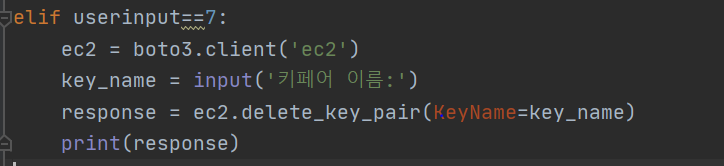 elif userinput==7:
    ec2 = boto3.client('ec2')
    key_name = input('키페어 이름:')
    response = ec2.delete_key_pair(KeyName=key_name)
    print(response)